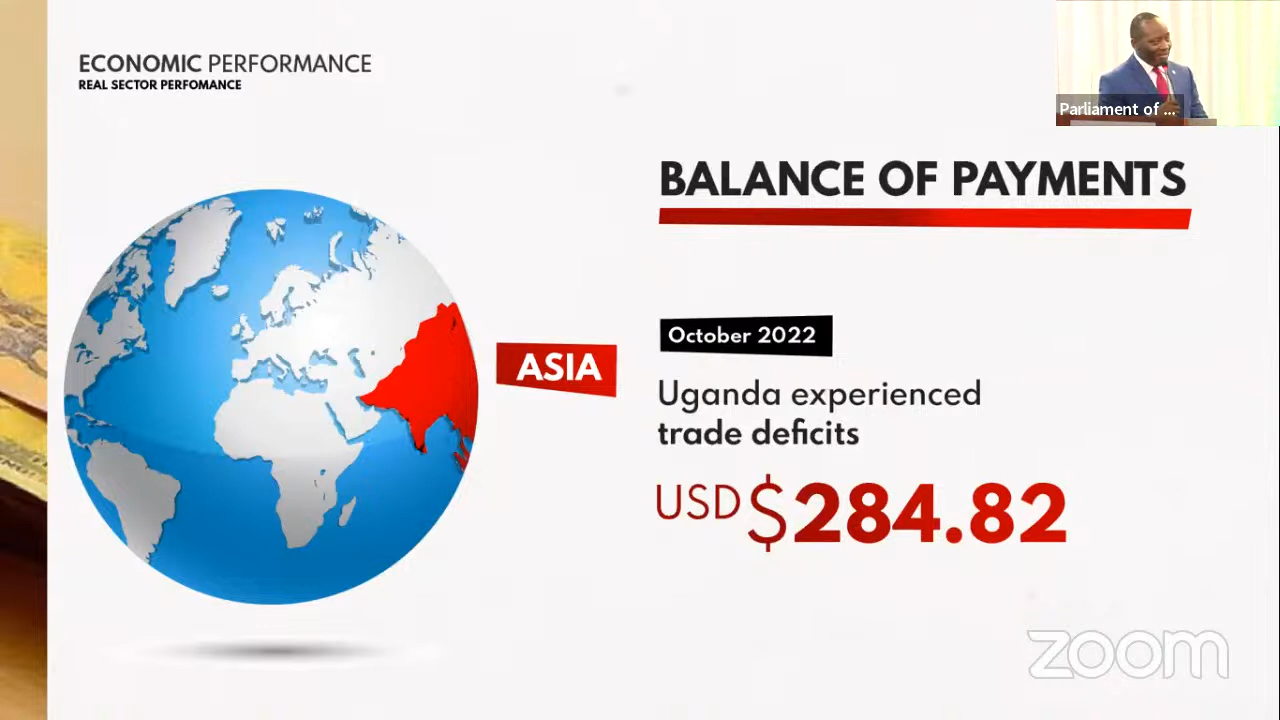 ECONOMIC PERFORMANCE
REAL SECTOR PERFOMANCE
Parliament of ...
BALANCE OF PAYMENTS
ASIA
October 2022
Uganda experienced
trade deficits
USD $284.82
zoom